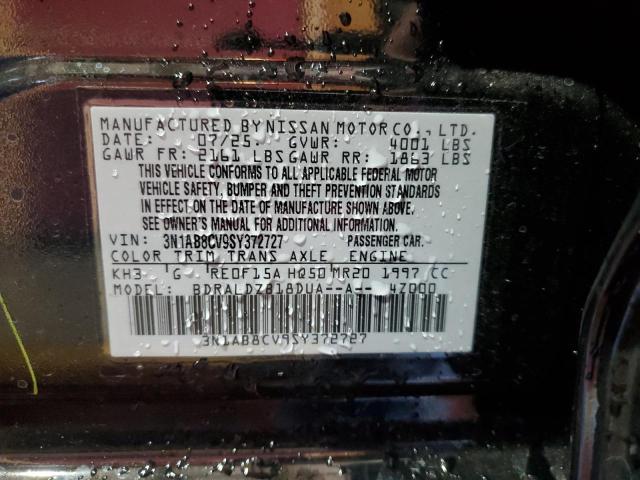 MANUFACTURED BY NISSAN MOTOR CO., LTD.
DATE: 07/25. GVWR: 4001 LBS
GAWR FR: 2161 LBS GAWR RR: 1863 LBS
THIS VEHICLE CONFORMS TO ALL APPLICABLE FEDERAL MOTOR
VEHICLE SAFETY, BUMPER AND THEFT PREVENTION STANDARDS
IN EFFECT ON THE DATE OF MANUFACTURE SHOWN ABOVE.
SEE OWNER'S MANUAL FOR ADDITIONAL INFORMATION.
VIN: 3N1AB8CV9SY372727 PASSENGER CAR.
COLOR TRIM TRANS AXLE ENGINE
KH3 G RE0F15A HQ50 MR20 1997 CC
MODEL: BDRALDZB18DUA--A-- 4Z000
3N1AB8CV9SY372727